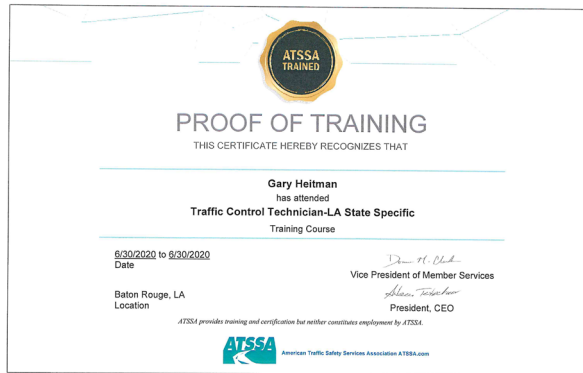 ATSSA
TRAINED
PROOF OF TRAINING
THIS CERTIFICATE HEREBY RECOGNIZES THAT
Gary Heitman
has attended
Traffic Control Technician-LA State Specific
Training Course
6/30/2020 to 6/30/2020
Date
Vice President of Member Services
Baton Rouge, LA
Location
President, CEO
ATSSA provides training and certification but neither constitutes employment by ATSSA.
ATSSA
American Traffic Safety Services Association ATSSA.com